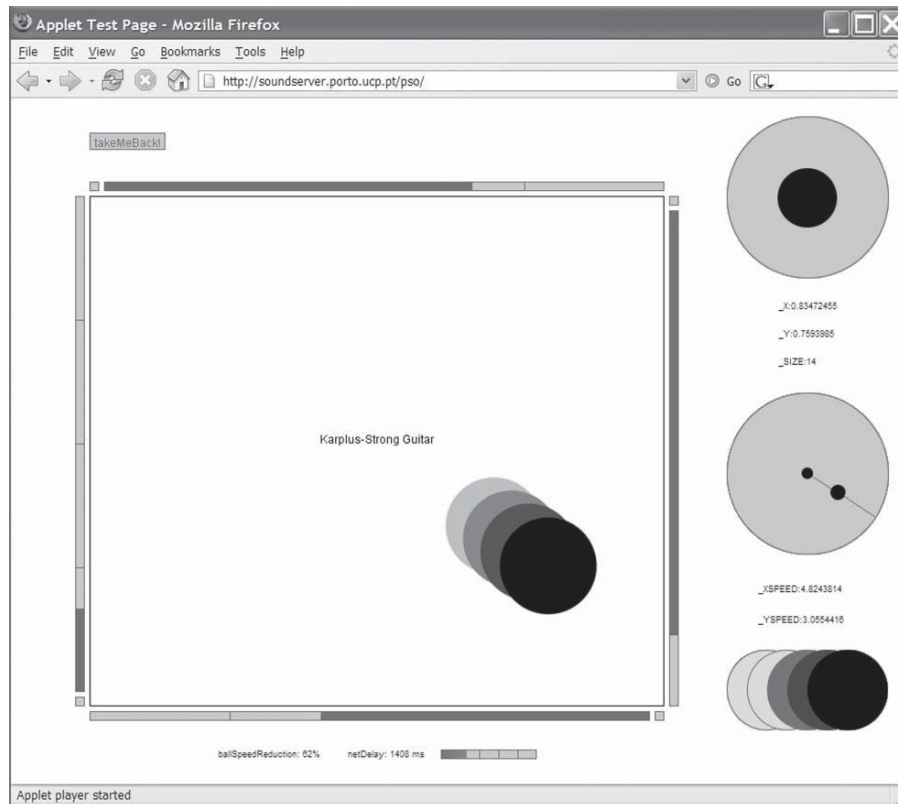 Applet Test Page - Mozilla Firefox
File Edit View Go Bookmarks Tools Help
http://soundserver.porto.ucp.pt/pso/
Go
G
takeMeBack!
_X:0.83472455
_Y:0.7593985
_SIZE:14
Karplus-Strong Guitar
_XSPEED:4.8243814
_YSPEED:3.0554416
ballSpeedReduction: 62% netDelay: 1408 ms
Applet player started